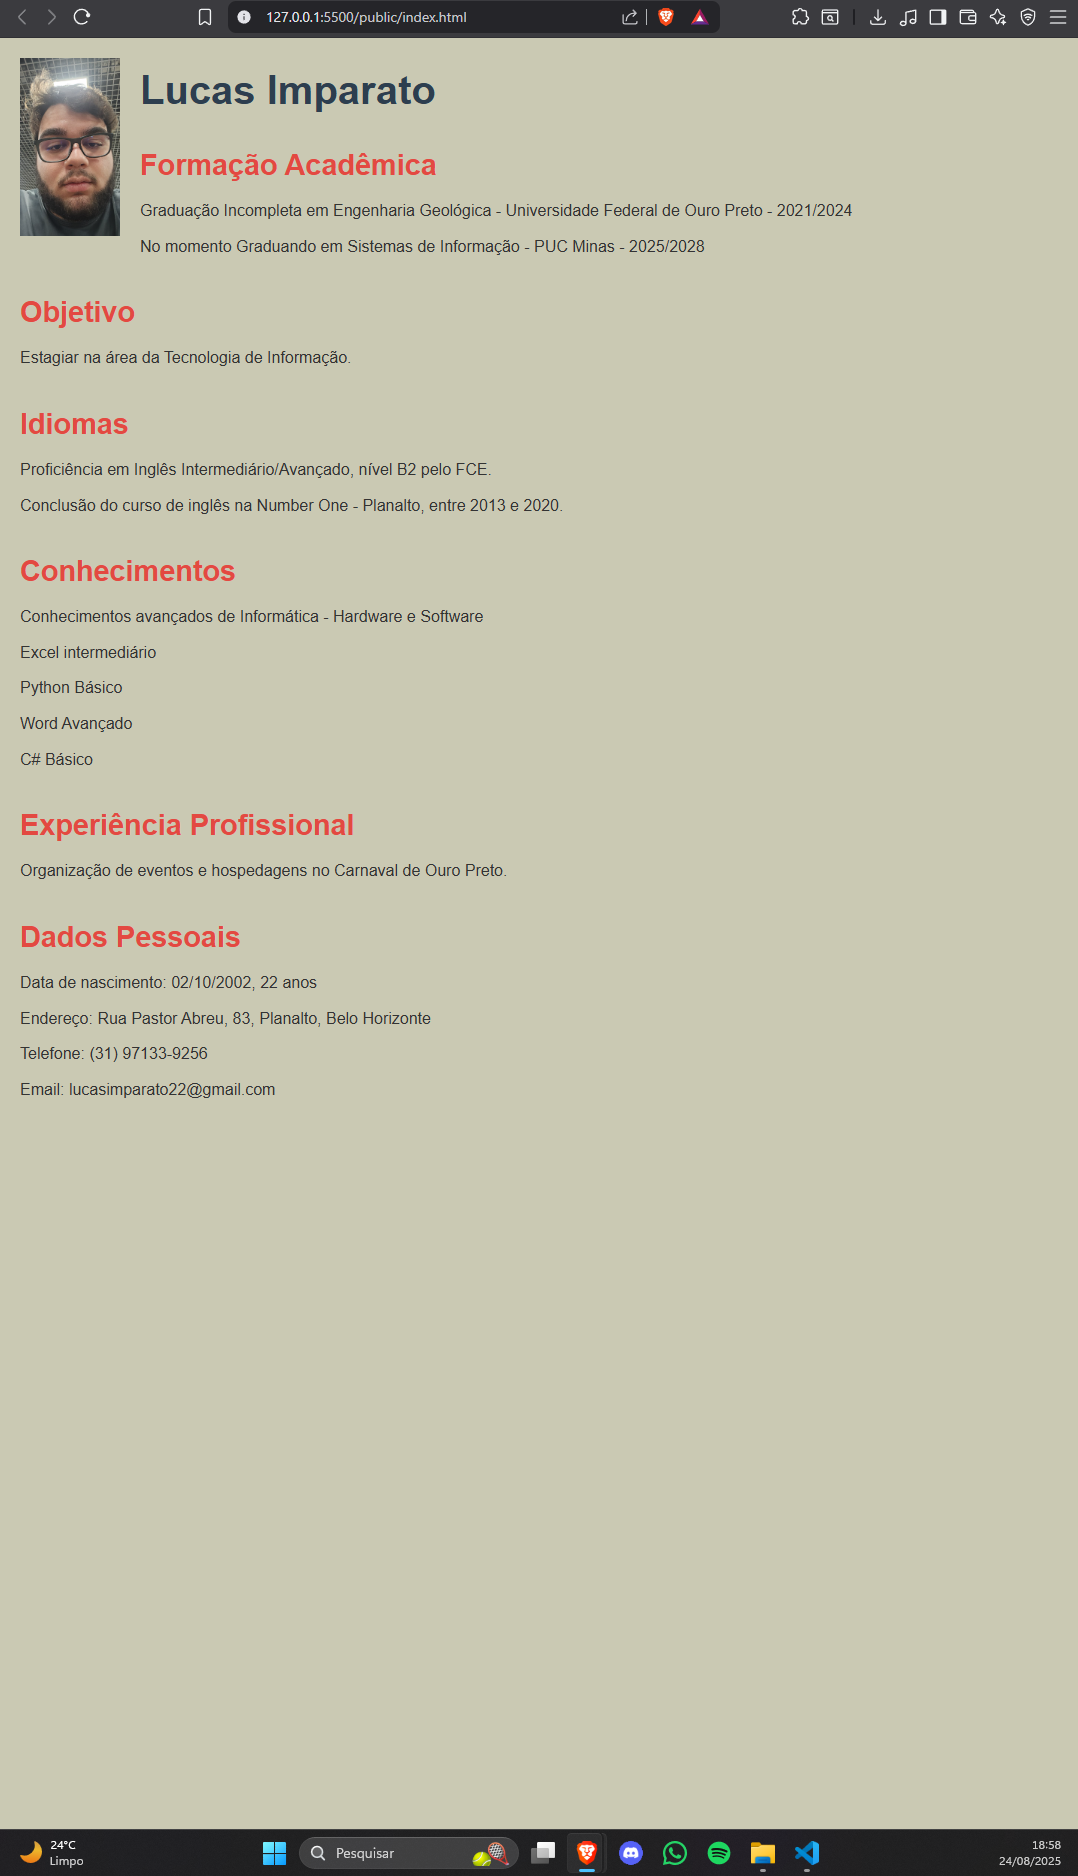 127.0.0.1:5500/public/index.html
Lucas Imparato
Formação Acadêmica
Graduação Incompleta em Engenharia Geológica - Universidade Federal de Ouro Preto - 2021/2024
No momento Graduando em Sistemas de Informação - PUC Minas - 2025/2028
Objetivo
Estagiar na área da Tecnologia de Informação.
Idiomas
Proficiência em Inglês Intermediário/Avançado, nível B2 pelo FCE.
Conclusão do curso de inglês na Number One - Planalto, entre 2013 e 2020.
Conhecimentos
Conhecimentos avançados de Informática - Hardware e Software
Excel intermediário
Python Básico
Word Avançado
C# Básico
Experiência Profissional
Organização de eventos e hospedagens no Carnaval de Ouro Preto.
Dados Pessoais
Data de nascimento: 02/10/2002, 22 anos
Endereço: Rua Pastor Abreu, 83, Planalto, Belo Horizonte
Telefone: (31) 97133-9256
Email: lucasimparato22@gmail.com
24°C
Limpo
Pesquisar
18:58
24/08/2025